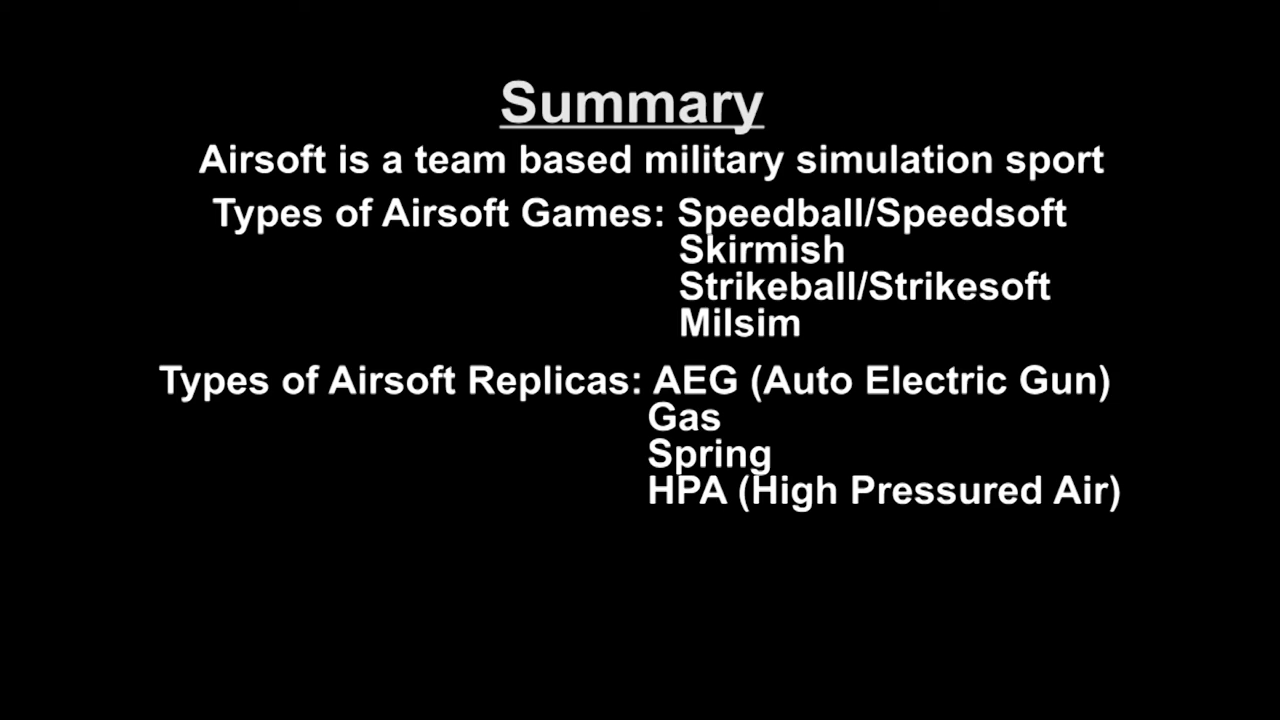 Summary
Airsoft is a team based military simulation sport
Types of Airsoft Games: Speedball/Speedsoft
Skirmish
Strikeball/Strikesoft
Milsim
Types of Airsoft Replicas: AEG (Auto Electric Gun)
Gas
Spring
HPA (High Pressured Air)